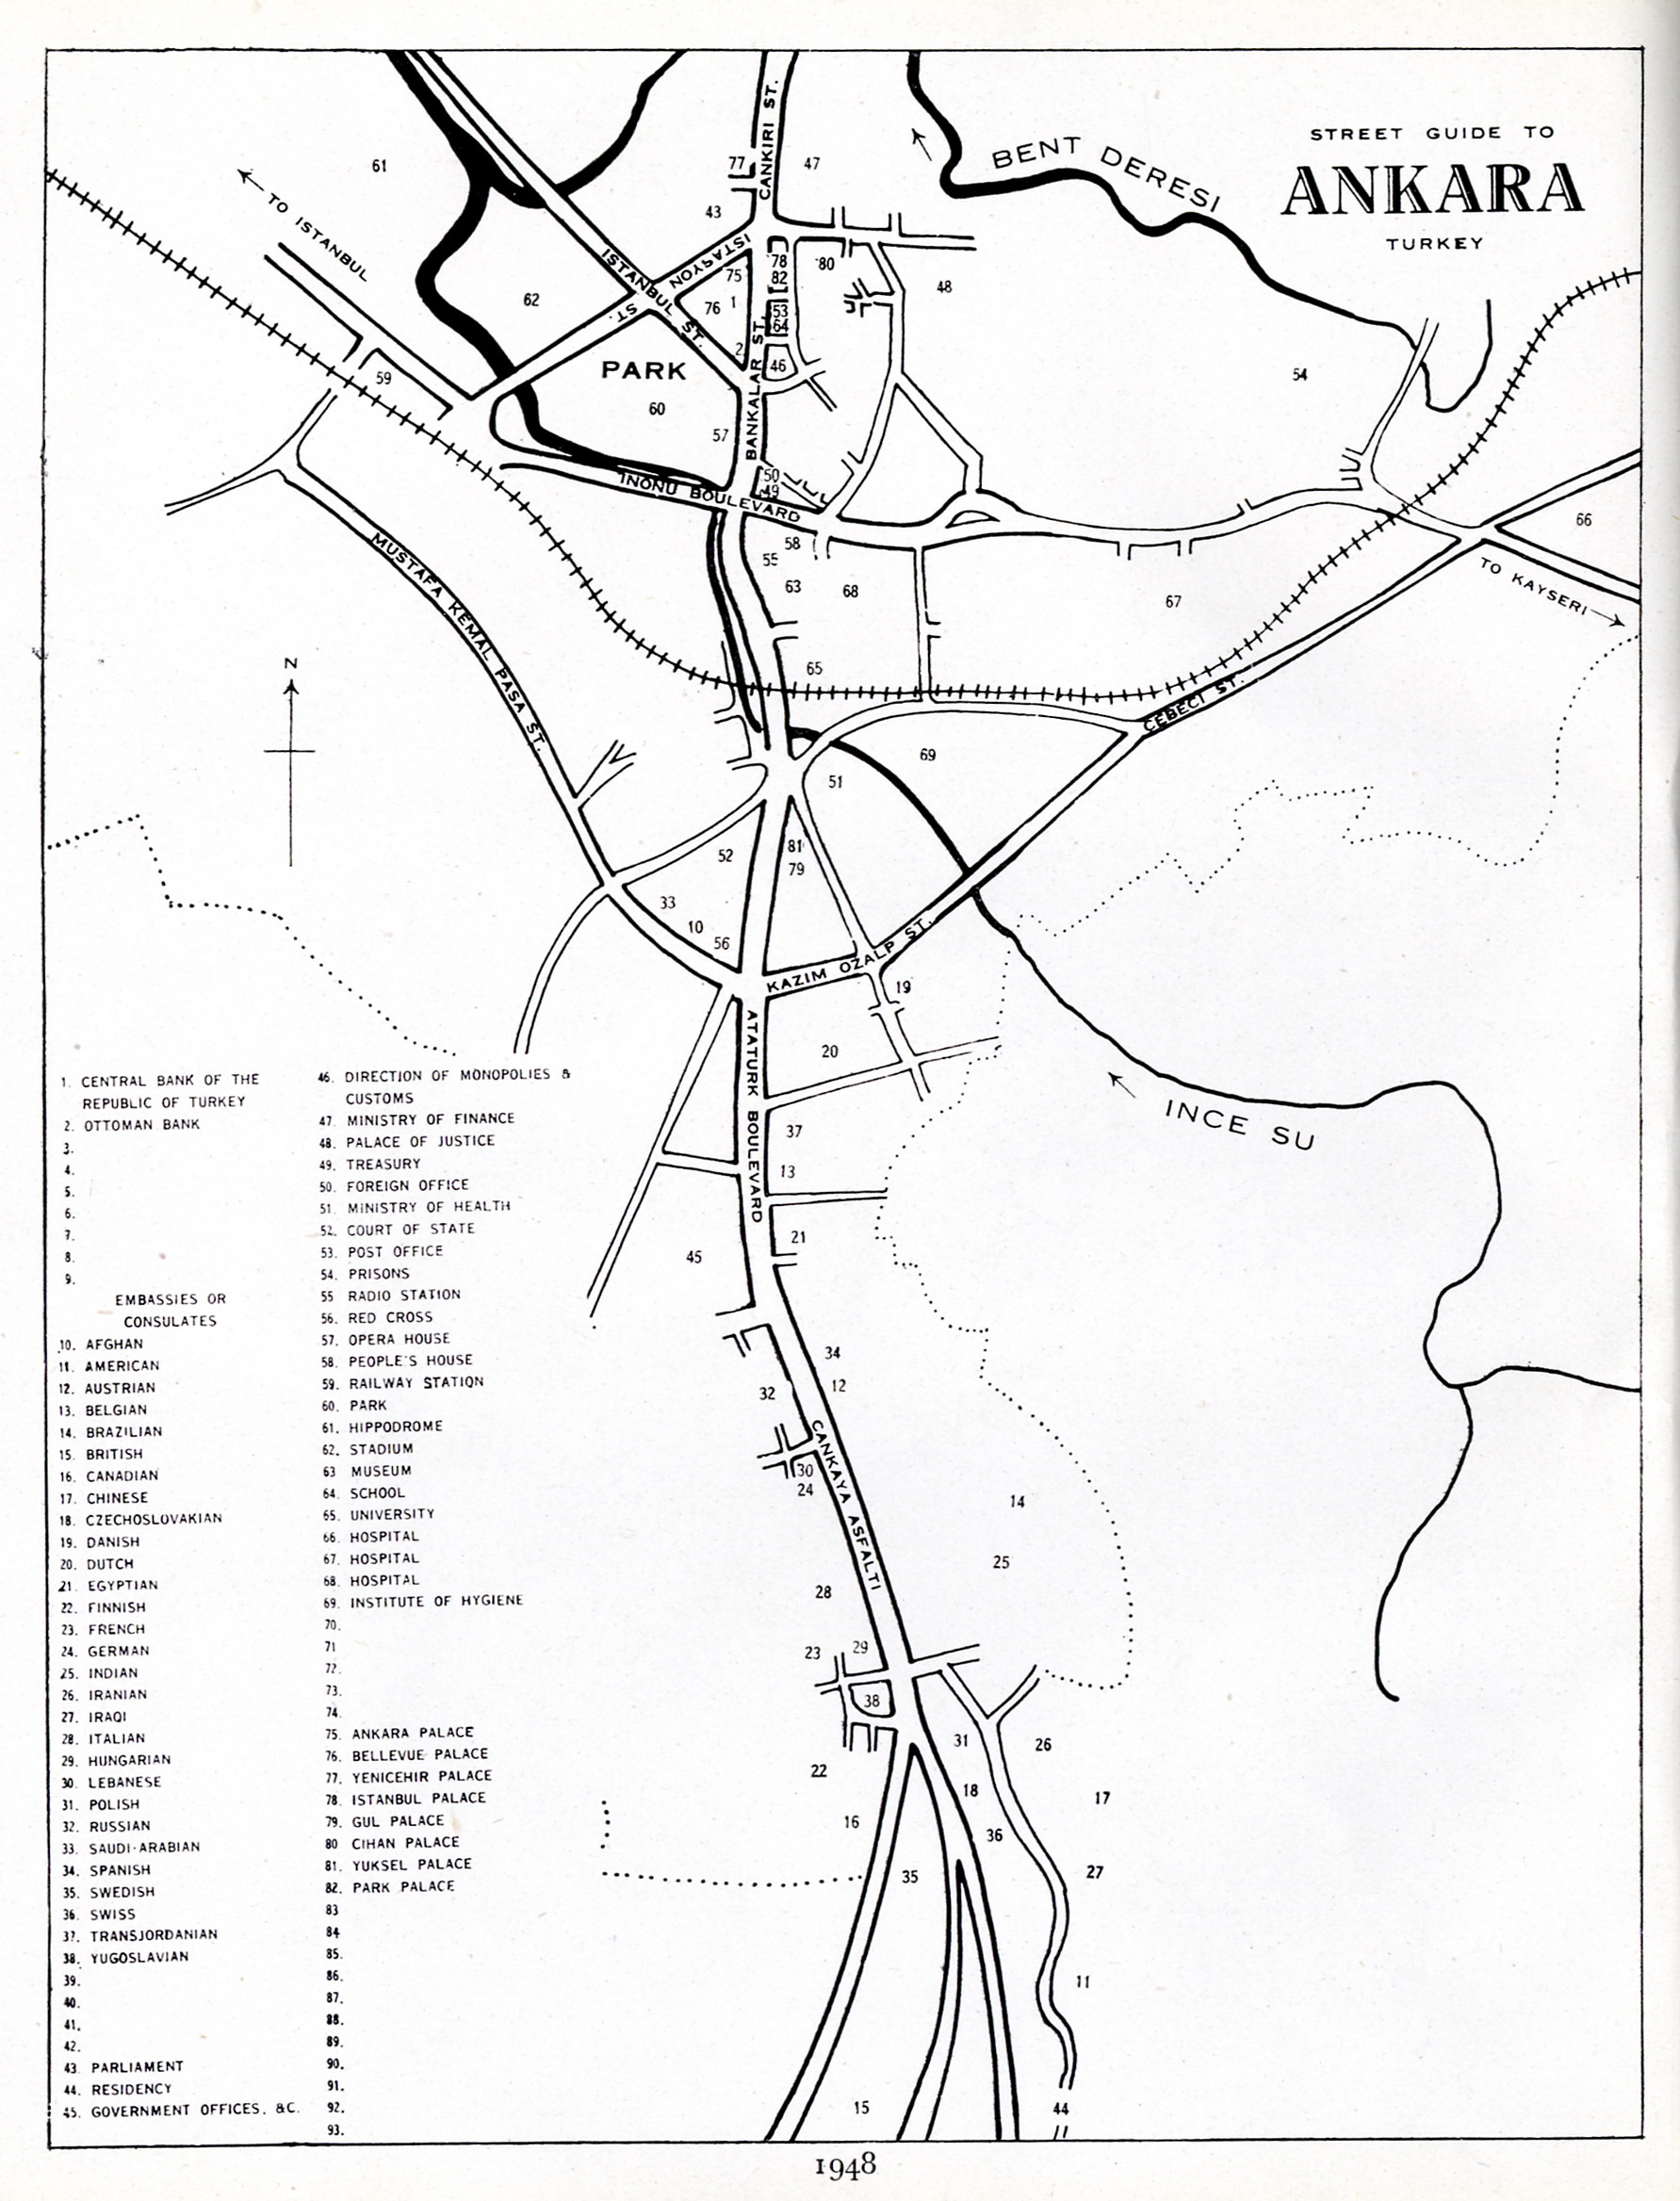 STREET GUIDE TO
ANKARA
TURKEY
CANKIRI ST.
BENT DERESI
TO ISTANBUL
ISTANBUL ST.
ISTASYON ST.
BANKALAR ST.
PARK
INONU BOULEVARD
MUSTAFA KEMAL PASA ST.
TO KAYSERI
CEBECI ST.
N
KAZIM OZALP ST.
ATATURK BOULEVARD
INCE SU
CANKAYA ASFALTI
61
77
47
43
62
75
78
82
80
48
76
1
53
64
2
46
59
60
57
54
50
49
58
55
63
68
67
66
65
69
51
52
81
79
33
10
56
19
20
37
13
21
45
34
12
32
30
24
14
25
28
23
29
38
31
26
22
18
17
16
36
35
27
11
15
44
1. CENTRAL BANK OF THE
REPUBLIC OF TURKEY
2. OTTOMAN BANK
3.
4.
5.
6.
7.
8.
9.
EMBASSIES OR
CONSULATES
10. AFGHAN
11. AMERICAN
12. AUSTRIAN
13. BELGIAN
14. BRAZILIAN
15. BRITISH
16. CANADIAN
17. CHINESE
18. CZECHOSLOVAKIAN
19. DANISH
20. DUTCH
21. EGYPTIAN
22. FINNISH
23. FRENCH
24. GERMAN
25. INDIAN
26. IRANIAN
27. IRAQI
28. ITALIAN
29. HUNGARIAN
30. LEBANESE
31. POLISH
32. RUSSIAN
33. SAUDI-ARABIAN
34. SPANISH
35. SWEDISH
36. SWISS
37. TRANSJORDANIAN
38. YUGOSLAVIAN
39.
40.
41.
42.
43. PARLIAMENT
44. RESIDENCY
45. GOVERNMENT OFFICES. &C.
46. DIRECTION OF MONOPOLIES &
CUSTOMS
47. MINISTRY OF FINANCE
48. PALACE OF JUSTICE
49. TREASURY
50. FOREIGN OFFICE
51. MINISTRY OF HEALTH
52. COURT OF STATE
53. POST OFFICE
54. PRISONS
55 RADIO STATION
56. RED CROSS
57. OPERA HOUSE
58. PEOPLE'S HOUSE
59. RAILWAY STATION
60. PARK
61. HIPPODROME
62. STADIUM
63 MUSEUM
64. SCHOOL
65. UNIVERSITY
66. HOSPITAL
67. HOSPITAL
68. HOSPITAL
69. INSTITUTE OF HYGIENE
70.
71
72.
73.
74.
75. ANKARA PALACE
76. BELLEVUE PALACE
77. YENICEHIR PALACE
78. ISTANBUL PALACE
79. GUL PALACE
80 CIHAN PALACE
81. YUKSEL PALACE
82. PARK PALACE
83
84
85.
86.
87.
88.
89.
90.
91.
92.
93.
1948